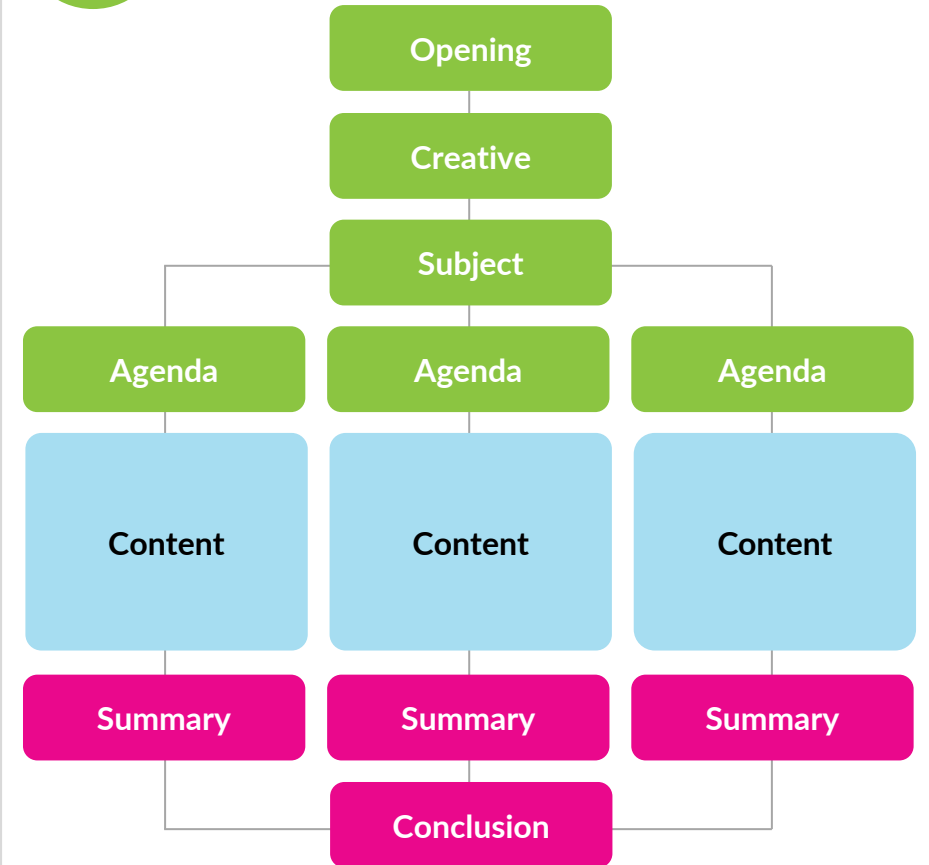 Opening
Creative
Subject
Agenda
Agenda
Agenda
Content
Content
Content
Summary
Summary
Summary
Conclusion